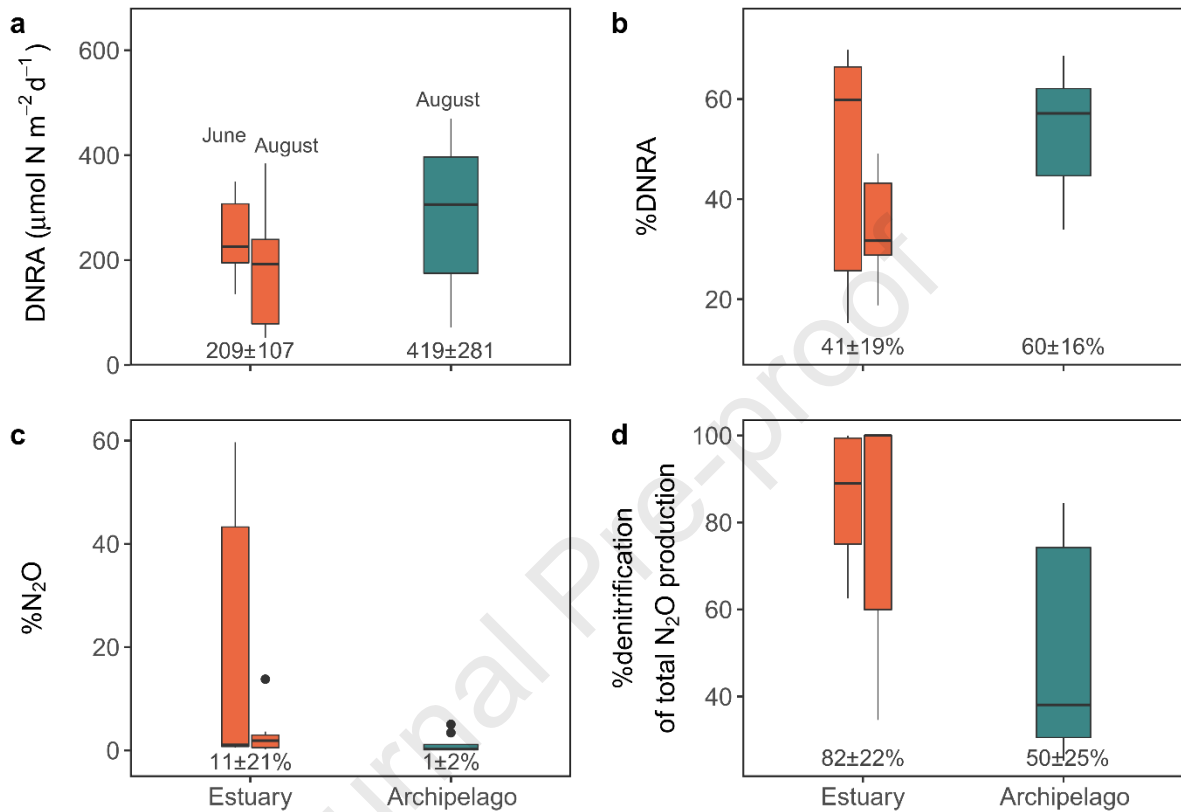 a
DNRA (μmol N m⁻² d⁻¹)
600
400
200
0
June
August
August
209±107
419±281
b
%DNRA
60
40
20
41±19%
60±16%
c
%N₂O
60
40
20
0
11±21%
1±2%
Estuary
Archipelago
d
%denitrification
of total N₂O production
100
80
60
40
82±22%
50±25%
Estuary
Archipelago
urnal Pre-proof